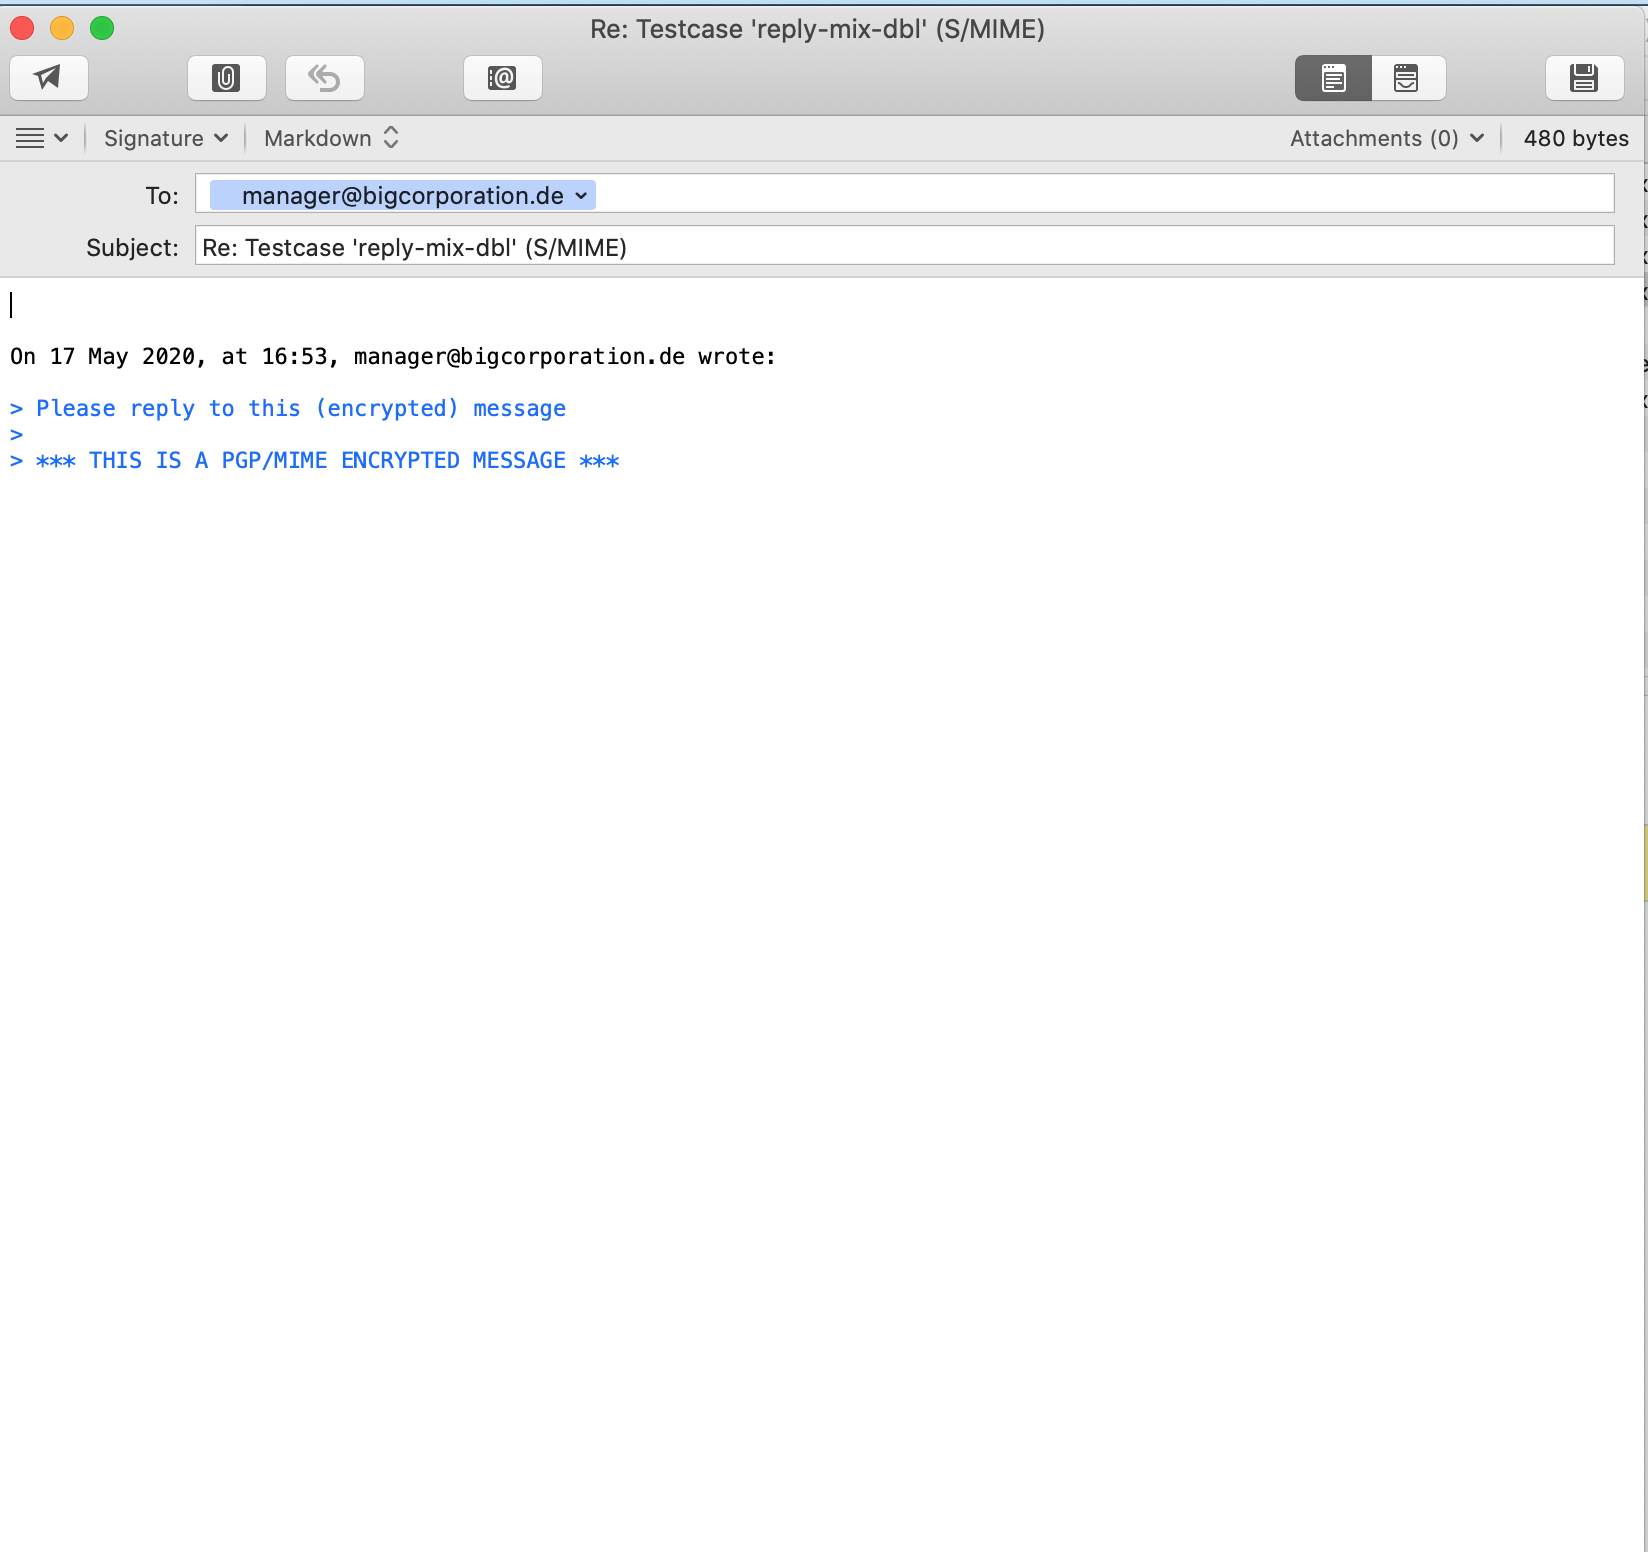 Re: Testcase 'reply-mix-dbl' (S/MIME)
Signature Markdown Attachments (0) 480 bytes
To: manager@bigcorporation.de
Subject: Re: Testcase 'reply-mix-dbl' (S/MIME)
On 17 May 2020, at 16:53, manager@bigcorporation.de wrote:
> Please reply to this (encrypted) message
>
> *** THIS IS A PGP/MIME ENCRYPTED MESSAGE ***